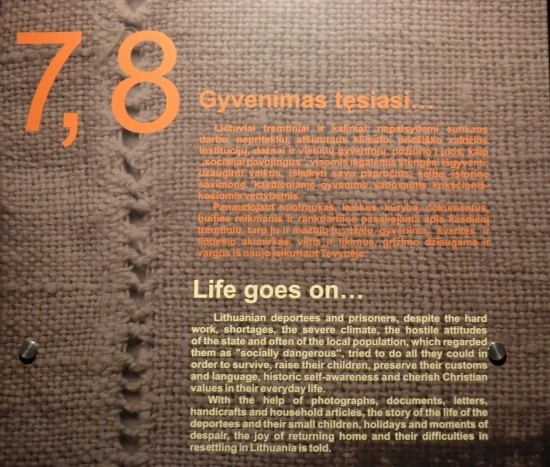 7, 8
Gyvenimas tęsiasi...
Lietuviai tremtiniai ir kaliniai, nepaisydami sunkaus
darbo, nepriteklių, atšiauraus klimato, priešiško valdžios
institucijų, dažnai ir vietinių gyventojų, požiūrio į juos, kaip
„socialiai pavojingus", visomis išgalėmis stengėsi išgyventi,
užauginti vaikus, išlaikyti savo papročius, kalbą, istorinę
savimonę, kasdieniame gyvenime vadovautis krikščionis-
kosiomis vertybėmis.
Panaudojant nuotraukas, laiškus, kūrybą, dokumentus,
buities reikmenis ir rankdarbius pasakojama apie kasdienį
tremtinių, tarp jų ir mažųjų jų dalį, gyvenimą, šventes ir
liūdesio akimirkas, viltis ir likimus, grįžimo džiaugsmą ir
vargus iš naujo įsikuriant Tėvynėje.
Life goes on...
Lithuanian deportees and prisoners, despite the hard
work, shortages, the severe climate, the hostile attitudes
of the state and often of the local population, which regarded
them as "socially dangerous", tried to do all they could in
order to survive, raise their children, preserve their customs
and language, historic self-awareness and cherish Christian
values in their everyday life.
With the help of photographs, documents, letters,
handicrafts and household articles, the story of the life of the
deportees and their small children, holidays and moments of
despair, the joy of returning home and their difficulties in
resettling in Lithuania is told.